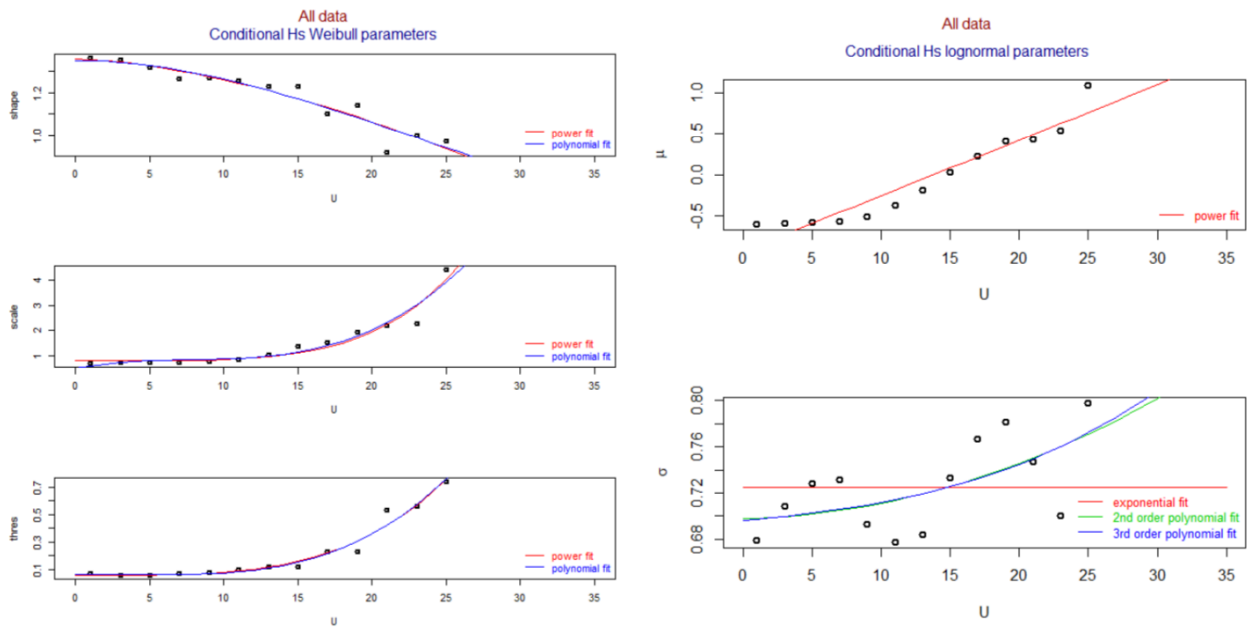 All data
Conditional Hs Weibull parameters
shape
1.2
1.0
power fit
polynomial fit
0 5 10 15 20 25 30 35
U
scale
4
3
2
1
power fit
polynomial fit
0 5 10 15 20 25 30 35
U
thres
0.7
0.5
0.3
0.1
power fit
polynomial fit
0 5 10 15 20 25 30 35
U
All data
Conditional Hs lognormal parameters
μ
1.0
0.5
0.0
-0.5
power fit
0 5 10 15 20 25 30 35
U
σ
0.80
0.76
0.72
0.68
exponential fit
2nd order polynomial fit
3rd order polynomial fit
0 5 10 15 20 25 30 35
U